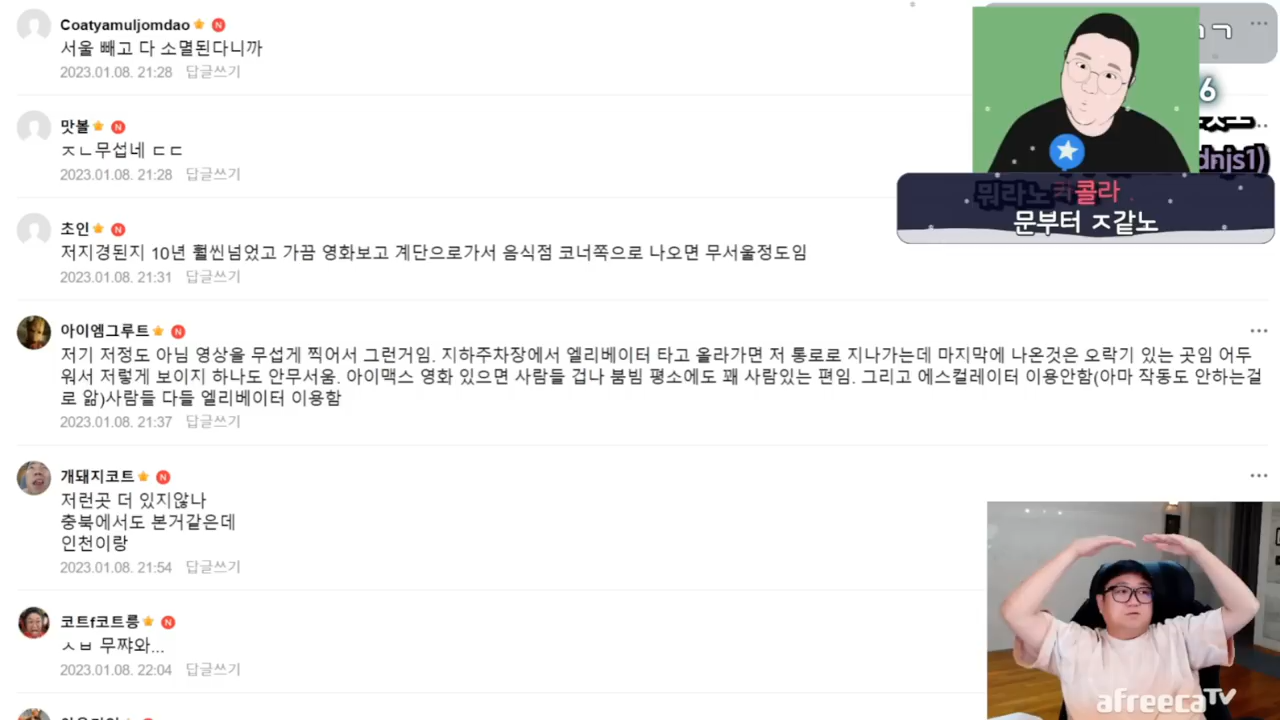 Coatyamuljomdao N
서울 빼고 다 소멸된다니까
2023.01.08. 21:28 답글쓰기
맛볼 N
ㅈㄴ무섭네 ㄷㄷ
2023.01.08. 21:28 답글쓰기
초인 N
저지경된지 10년 훨씬넘었고 가끔 영화보고 계단으로가서 음식점 코너쪽으로 나오면 무서울정도임
2023.01.08. 21:31 답글쓰기
아이엠그루트 N
저기 저정도 아님 영상을 무섭게 찍어서 그런거임. 지하주차장에서 엘리베이터 타고 올라가면 저 통로로 지나가는데 마지막에 나온것은 오락기 있는 곳임 어두
워서 저렇게 보이지 하나도 안무서움. 아이맥스 영화 있으면 사람들 겁나 붐빔 평소에도 꽤 사람있는 편임. 그리고 에스컬레이터 이용안함(아마 작동도 안하는걸
로 앎)사람들 다들 엘리베이터 이용함
2023.01.08. 21:37 답글쓰기
개돼지코트 N
저런곳 더 있지않나
충북에서도 본거같은데
인천이랑
2023.01.08. 21:54 답글쓰기
코트f코트릉 N
ㅅㅂ 무쨔와...
2023.01.08. 22:04 답글쓰기
ㄱ
6
dnjs1)
뭐라노
콜라
문부터 ㅈ같노
afreecaTV